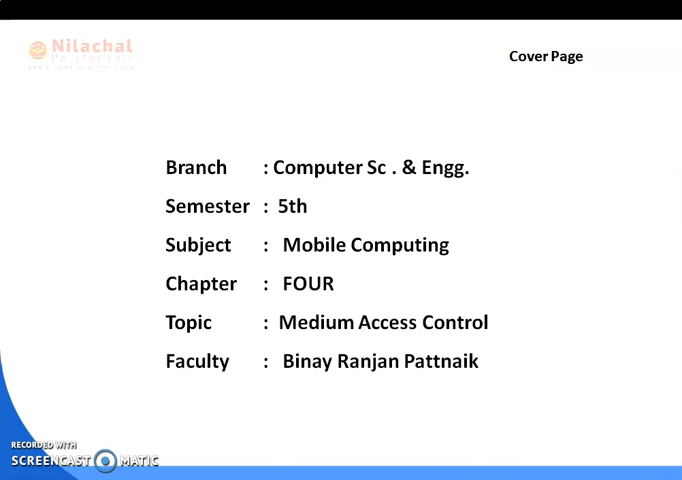 Nilachal
Polytechnic
Cover Page
Branch : Computer Sc . & Engg.
Semester : 5th
Subject : Mobile Computing
Chapter : FOUR
Topic : Medium Access Control
Faculty : Binay Ranjan Pattnaik
RECORDED WITH
SCREENCAST MATIC